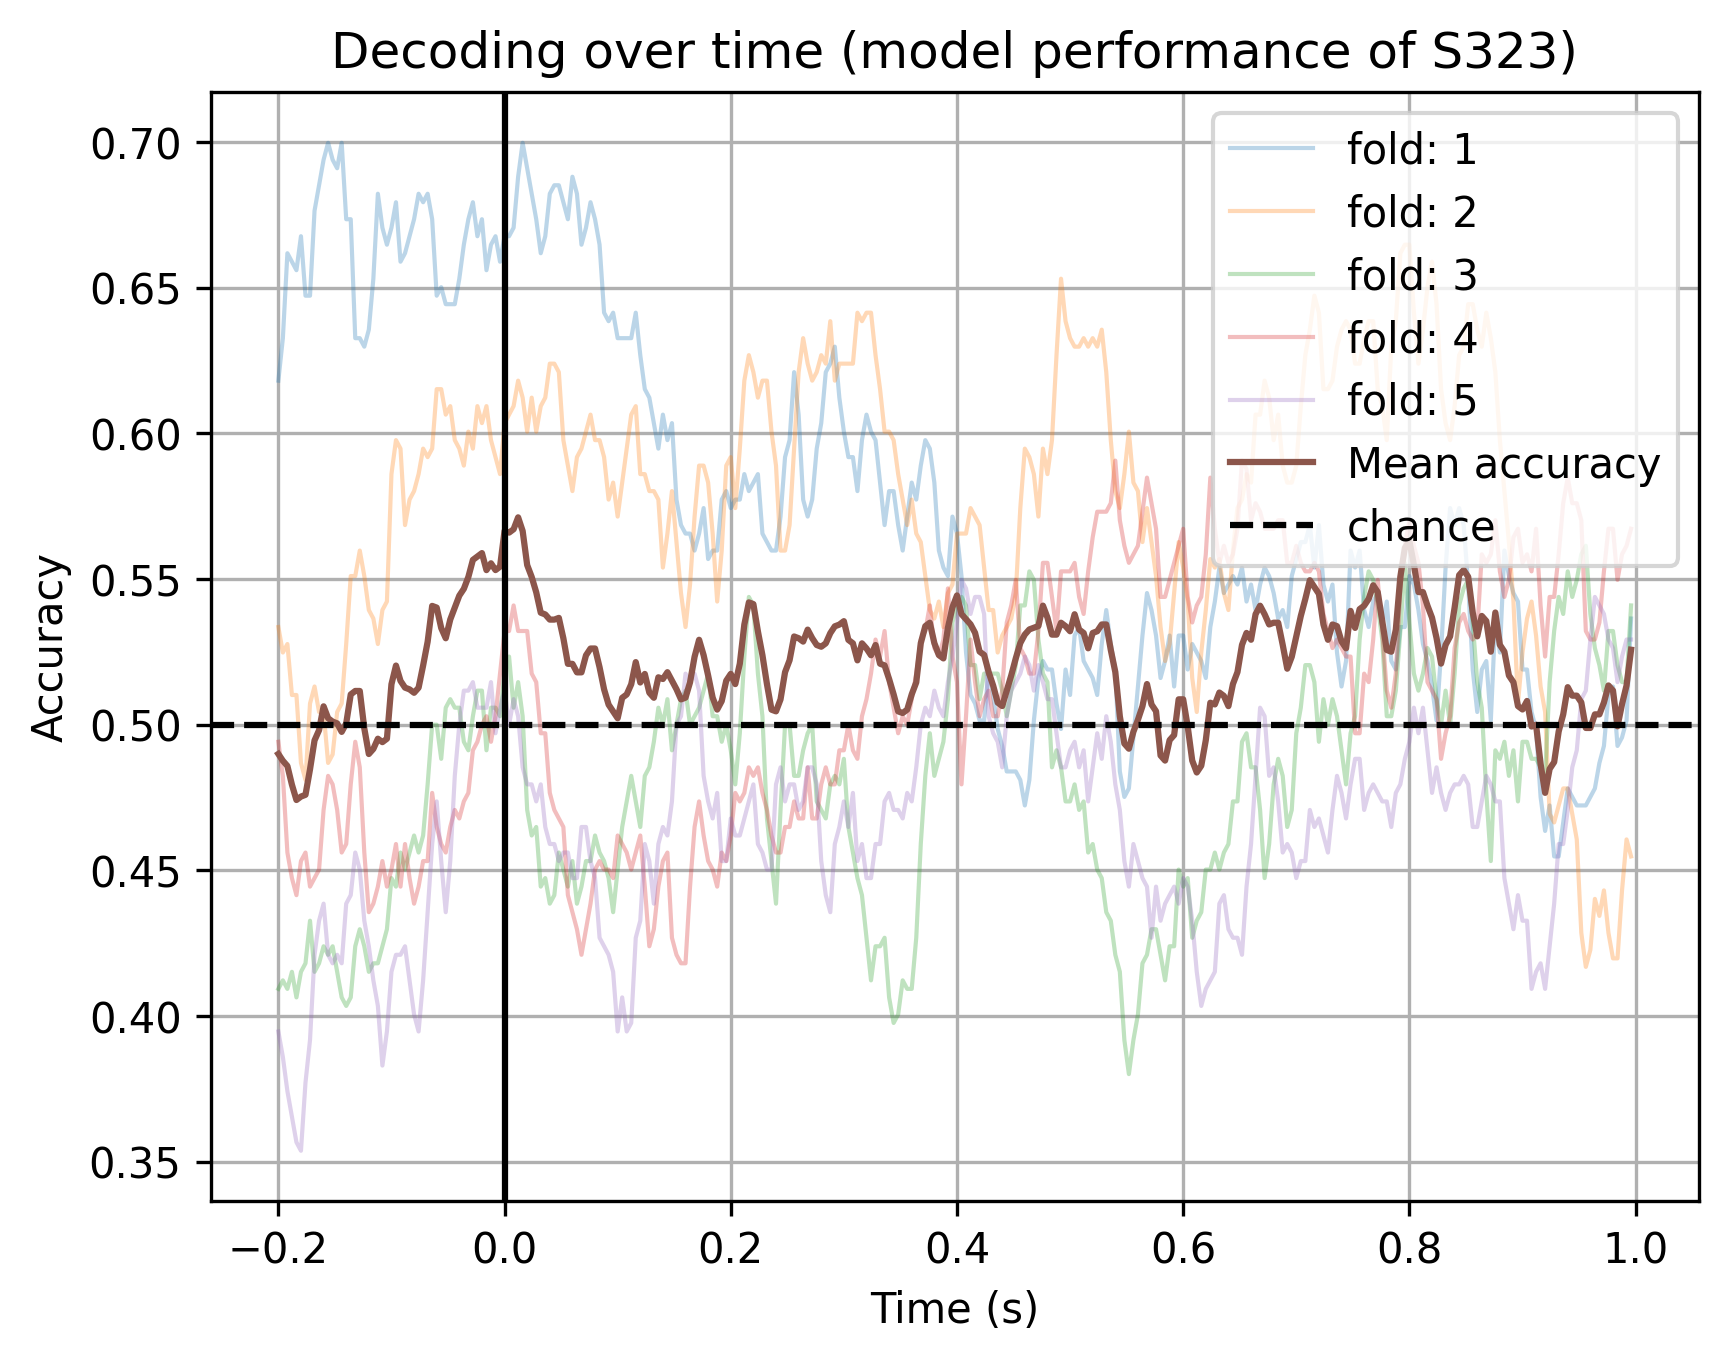 Decoding over time (model performance of S323)
0.70
0.65
0.60
0.55
0.50
0.45
0.40
0.35
Accuracy
fold: 1
fold: 2
fold: 3
fold: 4
fold: 5
Mean accuracy
chance
−0.2 0.0 0.2 0.4 0.6 0.8 1.0
Time (s)